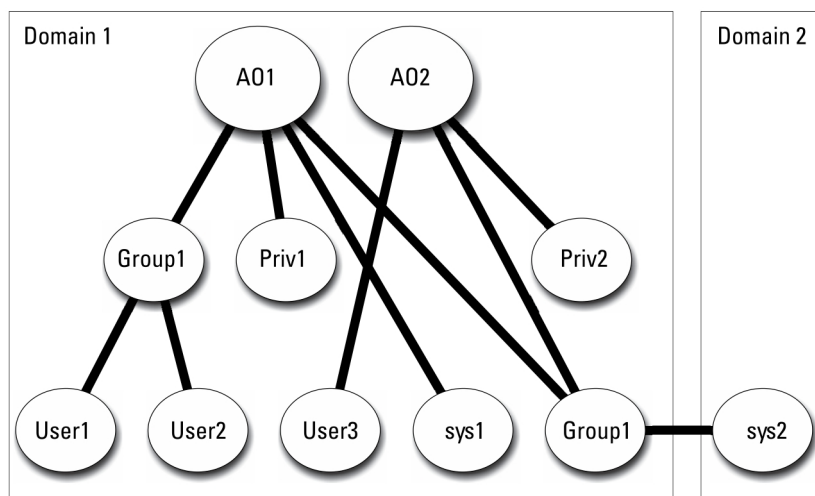 Domain 1
Domain 2
AO1
AO2
Group1
Priv1
Priv2
User1
User2
User3
sys1
Group1
sys2